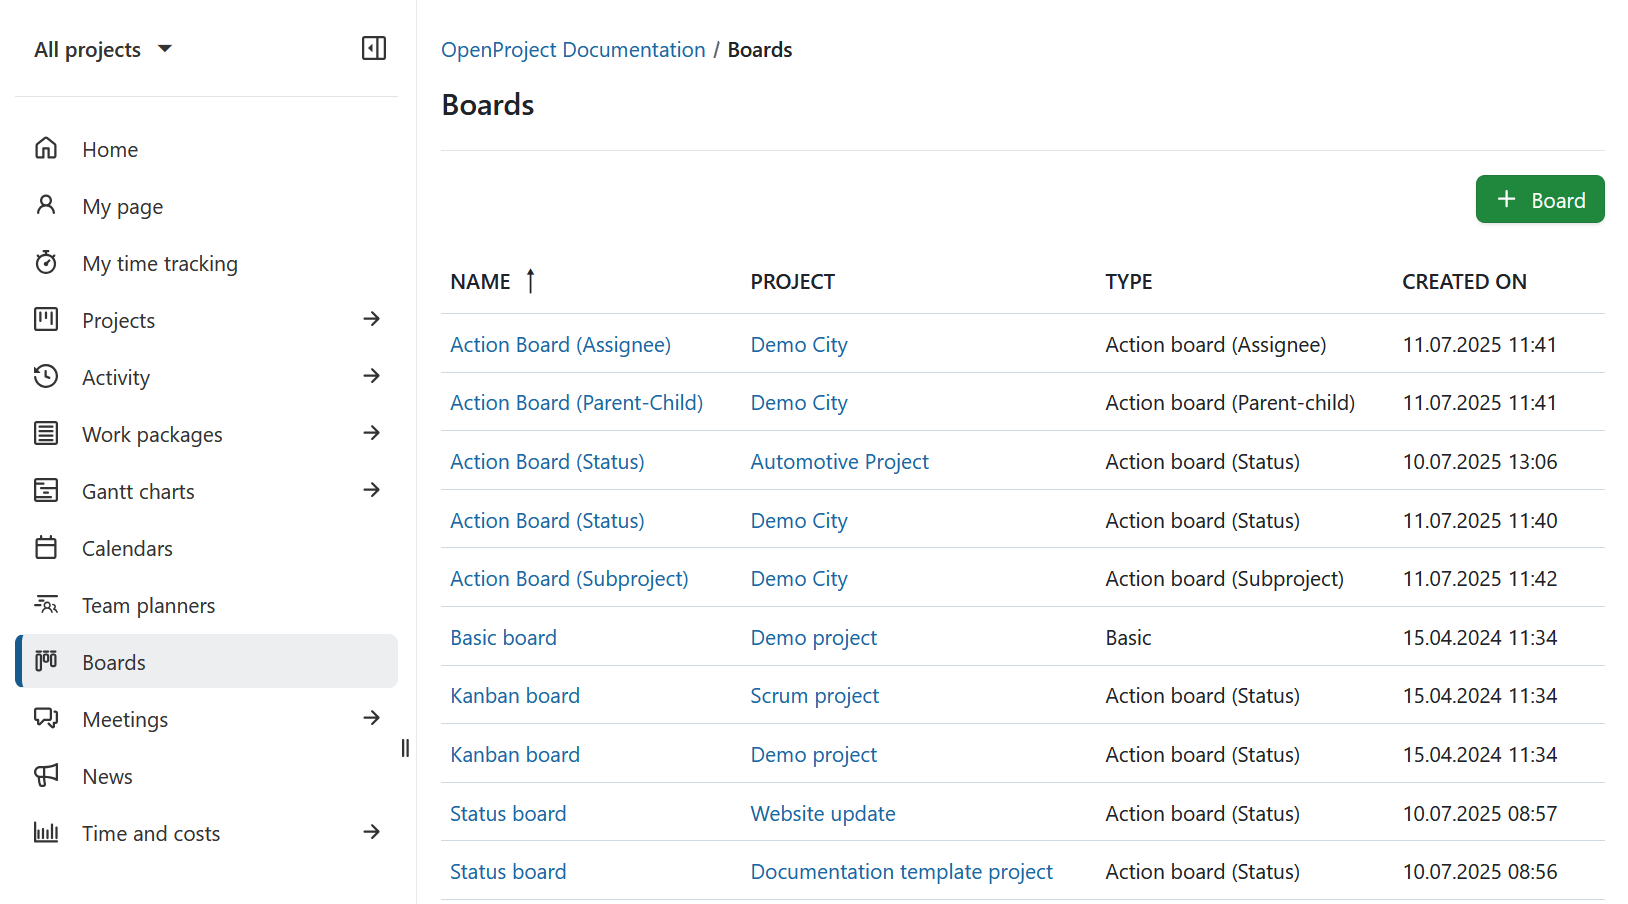 All projects
Home
My page
My time tracking
Projects
Activity
Work packages
Gantt charts
Calendars
Team planners
Boards
Meetings
News
Time and costs
OpenProject Documentation / Boards
Boards
+ Board
NAME ↑ PROJECT TYPE CREATED ON
Action Board (Assignee) Demo City Action board (Assignee) 11.07.2025 11:41
Action Board (Parent-Child) Demo City Action board (Parent-child) 11.07.2025 11:41
Action Board (Status) Automotive Project Action board (Status) 10.07.2025 13:06
Action Board (Status) Demo City Action board (Status) 11.07.2025 11:40
Action Board (Subproject) Demo City Action board (Subproject) 11.07.2025 11:42
Basic board Demo project Basic 15.04.2024 11:34
Kanban board Scrum project Action board (Status) 15.04.2024 11:34
Kanban board Demo project Action board (Status) 15.04.2024 11:34
Status board Website update Action board (Status) 10.07.2025 08:57
Status board Documentation template project Action board (Status) 10.07.2025 08:56